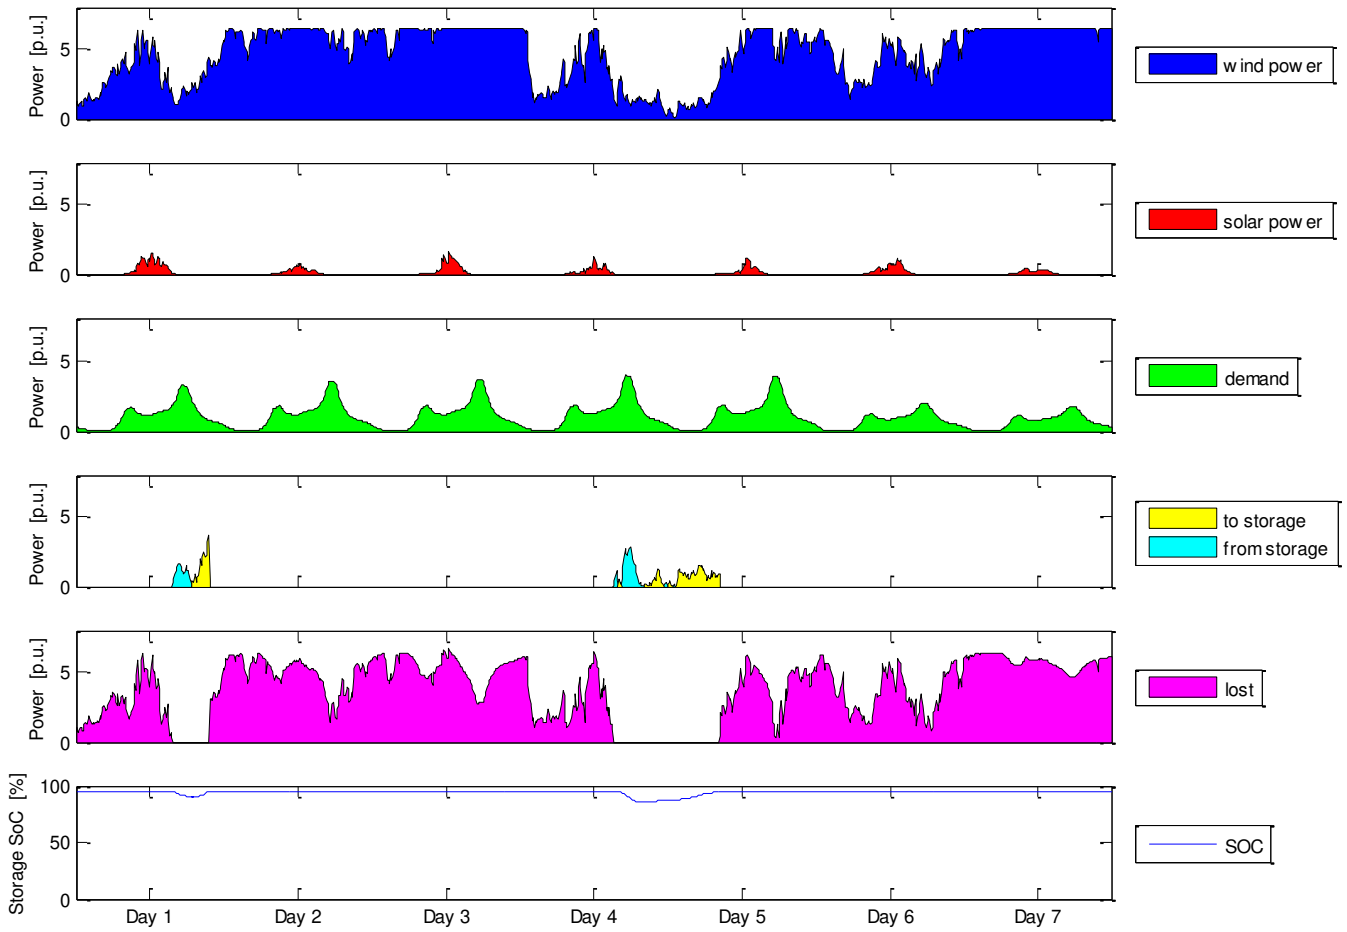 Power [p.u.]
5
0
wind power
Power [p.u.]
5
0
solar power
Power [p.u.]
5
0
demand
Power [p.u.]
5
0
to storage
from storage
Power [p.u.]
5
0
lost
Storage SoC [%]
100
50
0
SOC
Day 1 Day 2 Day 3 Day 4 Day 5 Day 6 Day 7